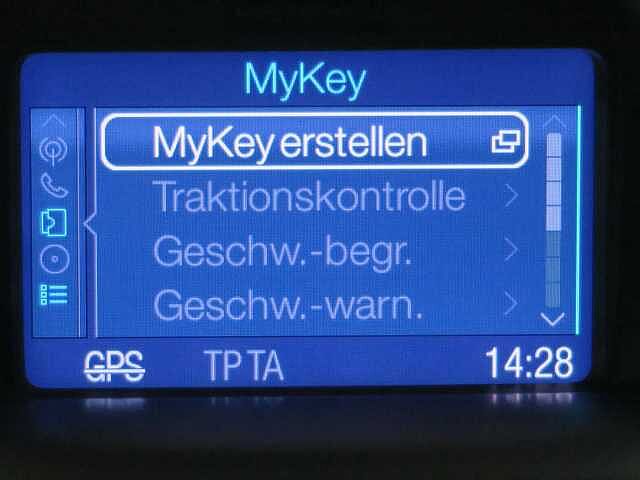 MyKey
MyKey erstellen
Traktionskontrolle
Geschw.-begr.
Geschw.-warn.
GPS TP TA 14:28